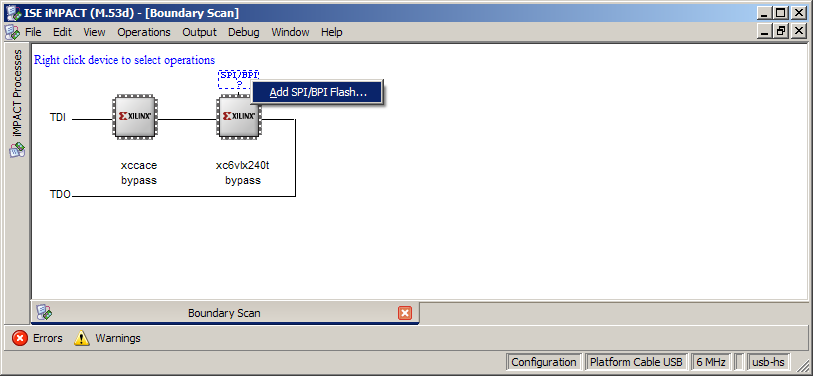 ISE iMPACT (M.53d) - [Boundary Scan]
File Edit View Operations Output Debug Window Help
iMPACT Processes
Right click device to select operations
SPI/BPI
?
Add SPI/BPI Flash...
TDI
XILINX
XILINX
xccace
bypass
xc6vlx240t
bypass
TDO
Boundary Scan
Errors Warnings
Configuration Platform Cable USB 6 MHz usb-hs